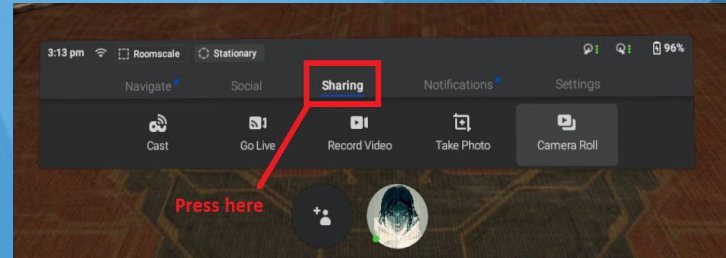 3:13 pm Roomscale Stationary 96%
Navigate Social Sharing Notifications Settings
Cast Go Live Record Video Take Photo Camera Roll
Press here